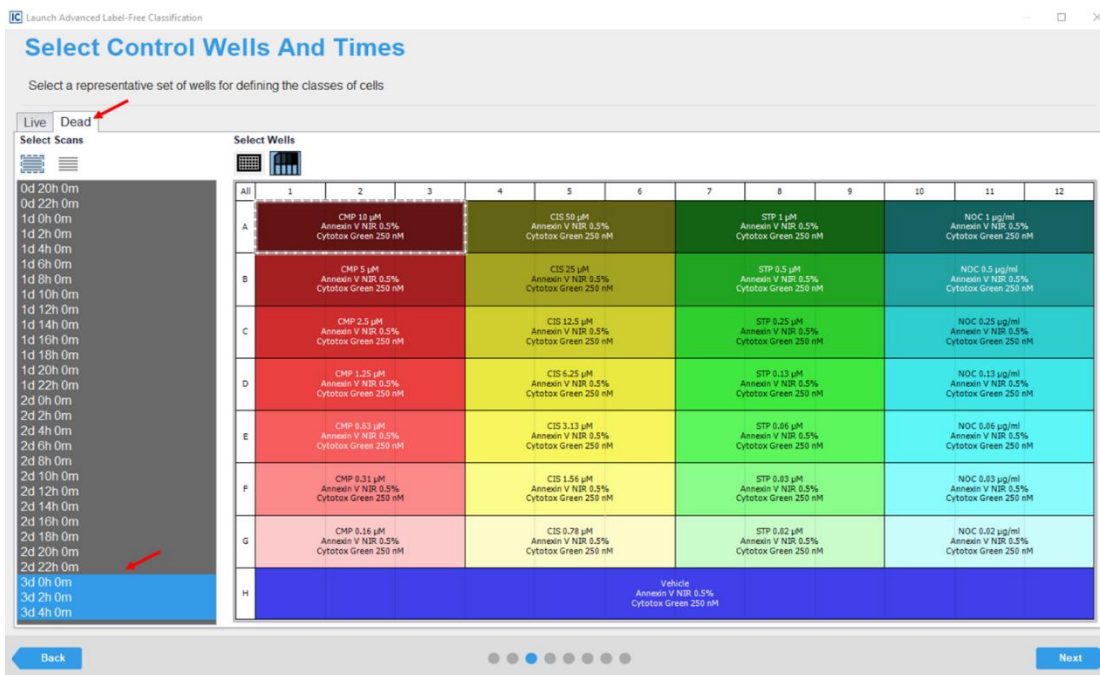 IC Launch Advanced Label-Free Classification
Select Control Wells And Times
Select a representative set of wells for defining the classes of cells
Live Dead
Select Scans Select Wells
0d 20h 0m
0d 22h 0m
1d 0h 0m
1d 2h 0m
1d 4h 0m
1d 6h 0m
1d 8h 0m
1d 10h 0m
1d 12h 0m
1d 14h 0m
1d 16h 0m
1d 18h 0m
1d 20h 0m
1d 22h 0m
2d 0h 0m
2d 2h 0m
2d 4h 0m
2d 6h 0m
2d 8h 0m
2d 10h 0m
2d 12h 0m
2d 14h 0m
2d 16h 0m
2d 18h 0m
2d 20h 0m
2d 22h 0m
3d 0h 0m
3d 2h 0m
3d 4h 0m
All 1 2 3 4 5 6 7 8 9 10 11 12
A
CMP 10 µM
Annexin V NIR 0.5%
Cytotox Green 250 nM
CIS 50 µM
Annexin V NIR 0.5%
Cytotox Green 250 nM
STP 1 µM
Annexin V NIR 0.5%
Cytotox Green 250 nM
NOC 1 µg/ml
Annexin V NIR 0.5%
Cytotox Green 250 nM
B
CMP 5 µM
Annexin V NIR 0.5%
Cytotox Green 250 nM
CIS 25 µM
Annexin V NIR 0.5%
Cytotox Green 250 nM
STP 0.5 µM
Annexin V NIR 0.5%
Cytotox Green 250 nM
NOC 0.5 µg/ml
Annexin V NIR 0.5%
Cytotox Green 250 nM
C
CMP 2.5 µM
Annexin V NIR 0.5%
Cytotox Green 250 nM
CIS 12.5 µM
Annexin V NIR 0.5%
Cytotox Green 250 nM
STP 0.25 µM
Annexin V NIR 0.5%
Cytotox Green 250 nM
NOC 0.25 µg/ml
Annexin V NIR 0.5%
Cytotox Green 250 nM
D
CMP 1.25 µM
Annexin V NIR 0.5%
Cytotox Green 250 nM
CIS 6.25 µM
Annexin V NIR 0.5%
Cytotox Green 250 nM
STP 0.13 µM
Annexin V NIR 0.5%
Cytotox Green 250 nM
NOC 0.13 µg/ml
Annexin V NIR 0.5%
Cytotox Green 250 nM
E
CMP 0.63 µM
Annexin V NIR 0.5%
Cytotox Green 250 nM
CIS 3.13 µM
Annexin V NIR 0.5%
Cytotox Green 250 nM
STP 0.06 µM
Annexin V NIR 0.5%
Cytotox Green 250 nM
NOC 0.06 µg/ml
Annexin V NIR 0.5%
Cytotox Green 250 nM
F
CMP 0.31 µM
Annexin V NIR 0.5%
Cytotox Green 250 nM
CIS 1.56 µM
Annexin V NIR 0.5%
Cytotox Green 250 nM
STP 0.03 µM
Annexin V NIR 0.5%
Cytotox Green 250 nM
NOC 0.03 µg/ml
Annexin V NIR 0.5%
Cytotox Green 250 nM
G
CMP 0.16 µM
Annexin V NIR 0.5%
Cytotox Green 250 nM
CIS 0.78 µM
Annexin V NIR 0.5%
Cytotox Green 250 nM
STP 0.02 µM
Annexin V NIR 0.5%
Cytotox Green 250 nM
NOC 0.02 µg/ml
Annexin V NIR 0.5%
Cytotox Green 250 nM
H
Vehicle
Annexin V NIR 0.5%
Cytotox Green 250 nM
Back Next